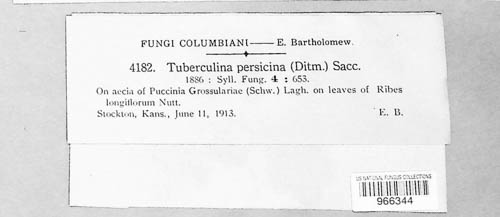 FUNGI COLUMBIANI—E. Bartholomew.
4182. Tuberculina persicina (Ditm.) Sacc.
1886 : Syll. Fung. 4 : 653.
On aecia of Puccinia Grossulariae (Schw.) Lagh. on leaves of Ribes
longiflorum Nutt.
Stockton, Kans., June 11, 1913. E. B.
US NATIONAL FUNGUS COLLECTIONS
966344